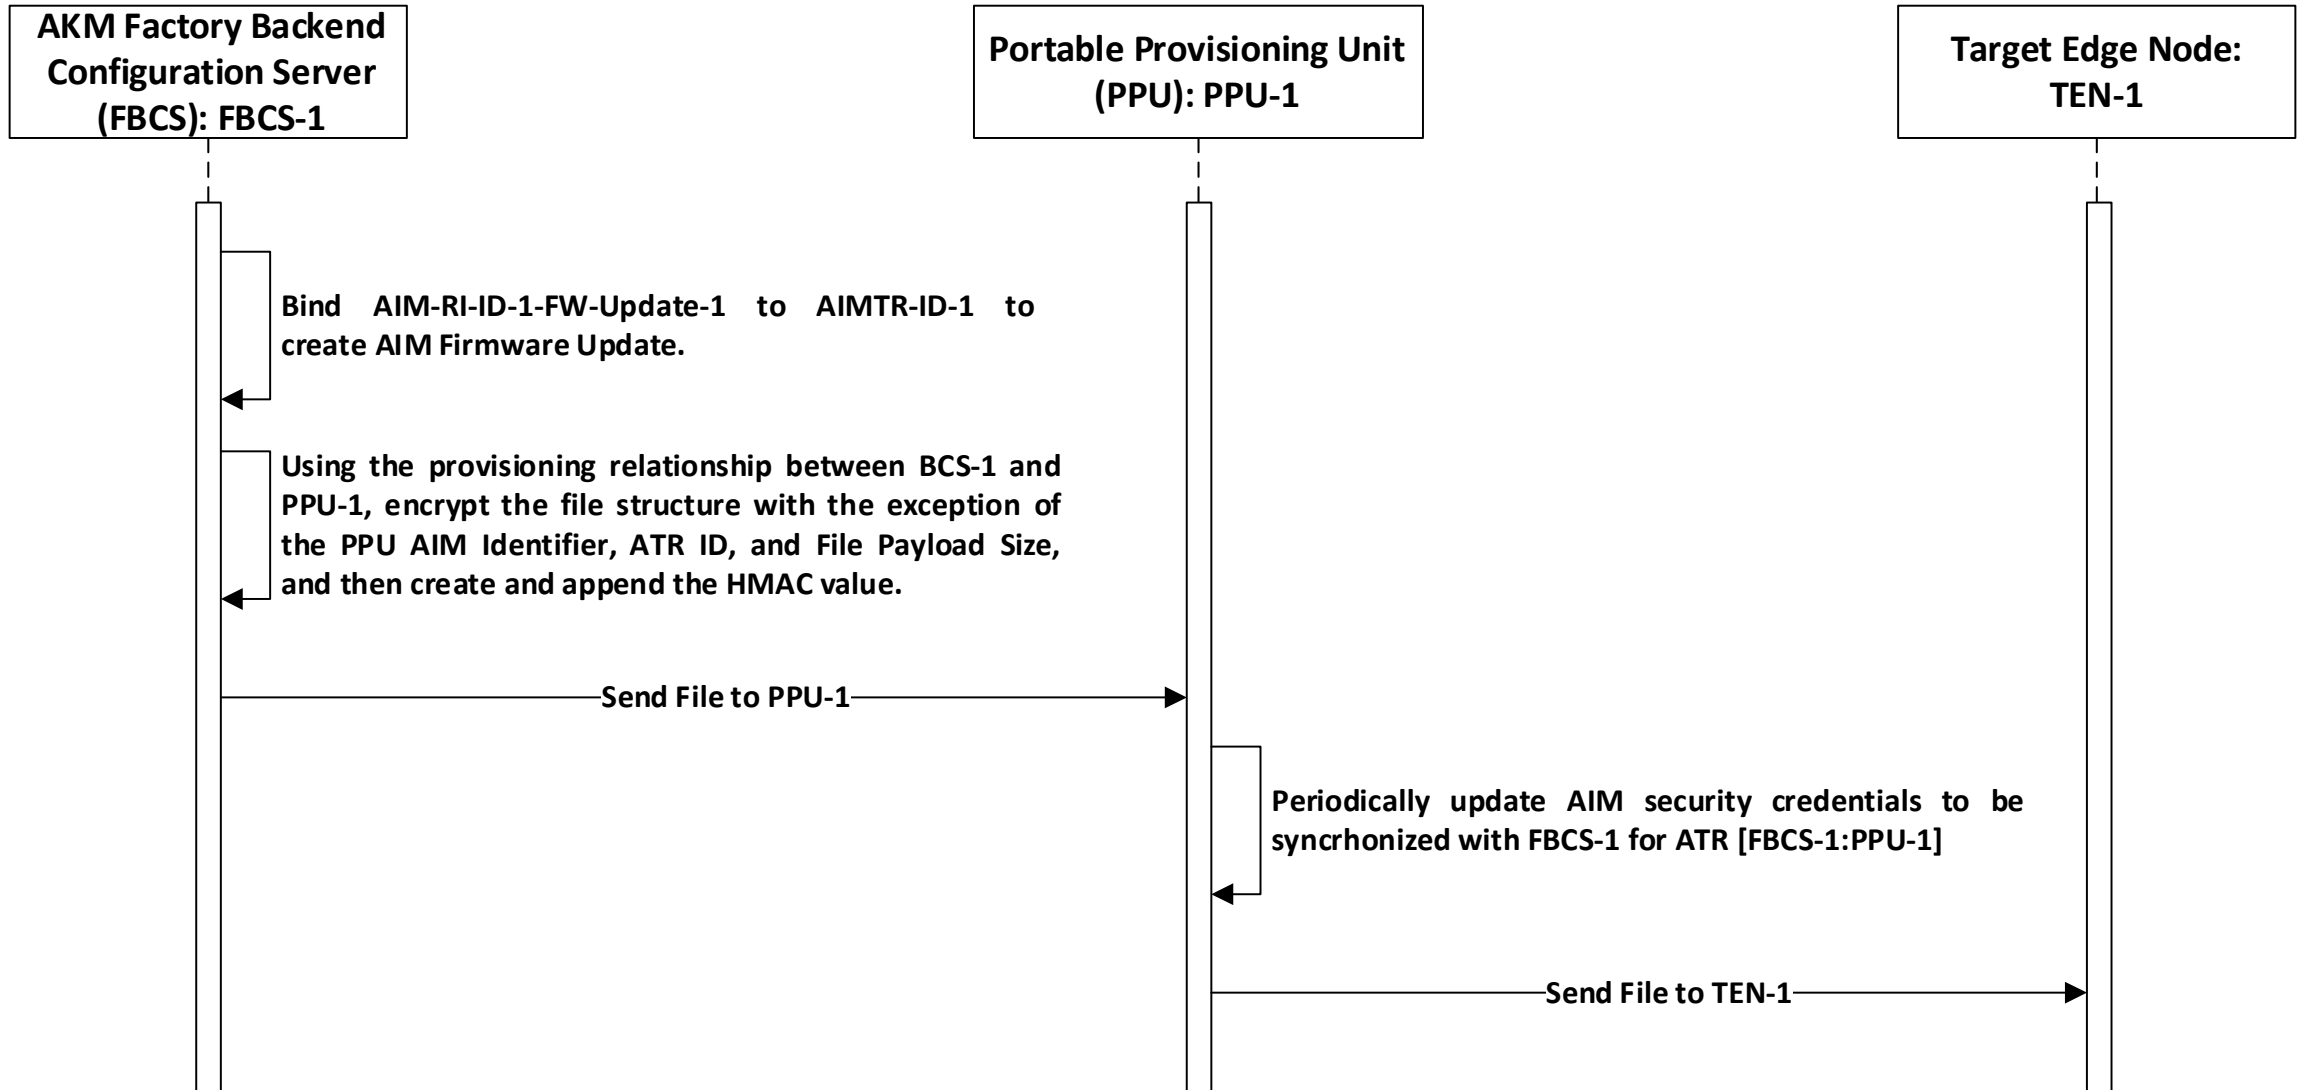 AKM Factory Backend
Configuration Server
(FBCS): FBCS-1
Portable Provisioning Unit
(PPU): PPU-1
Target Edge Node:
TEN-1
Bind AIM-RI-ID-1-FW-Update-1 to AIMTR-ID-1 to
create AIM Firmware Update.
Using the provisioning relationship between BCS-1 and
PPU-1, encrypt the file structure with the exception of
the PPU AIM Identifier, ATR ID, and File Payload Size,
and then create and append the HMAC value.
Send File to PPU-1
Periodically update AIM security credentials to be
syncrhonized with FBCS-1 for ATR [FBCS-1:PPU-1]
Send File to TEN-1